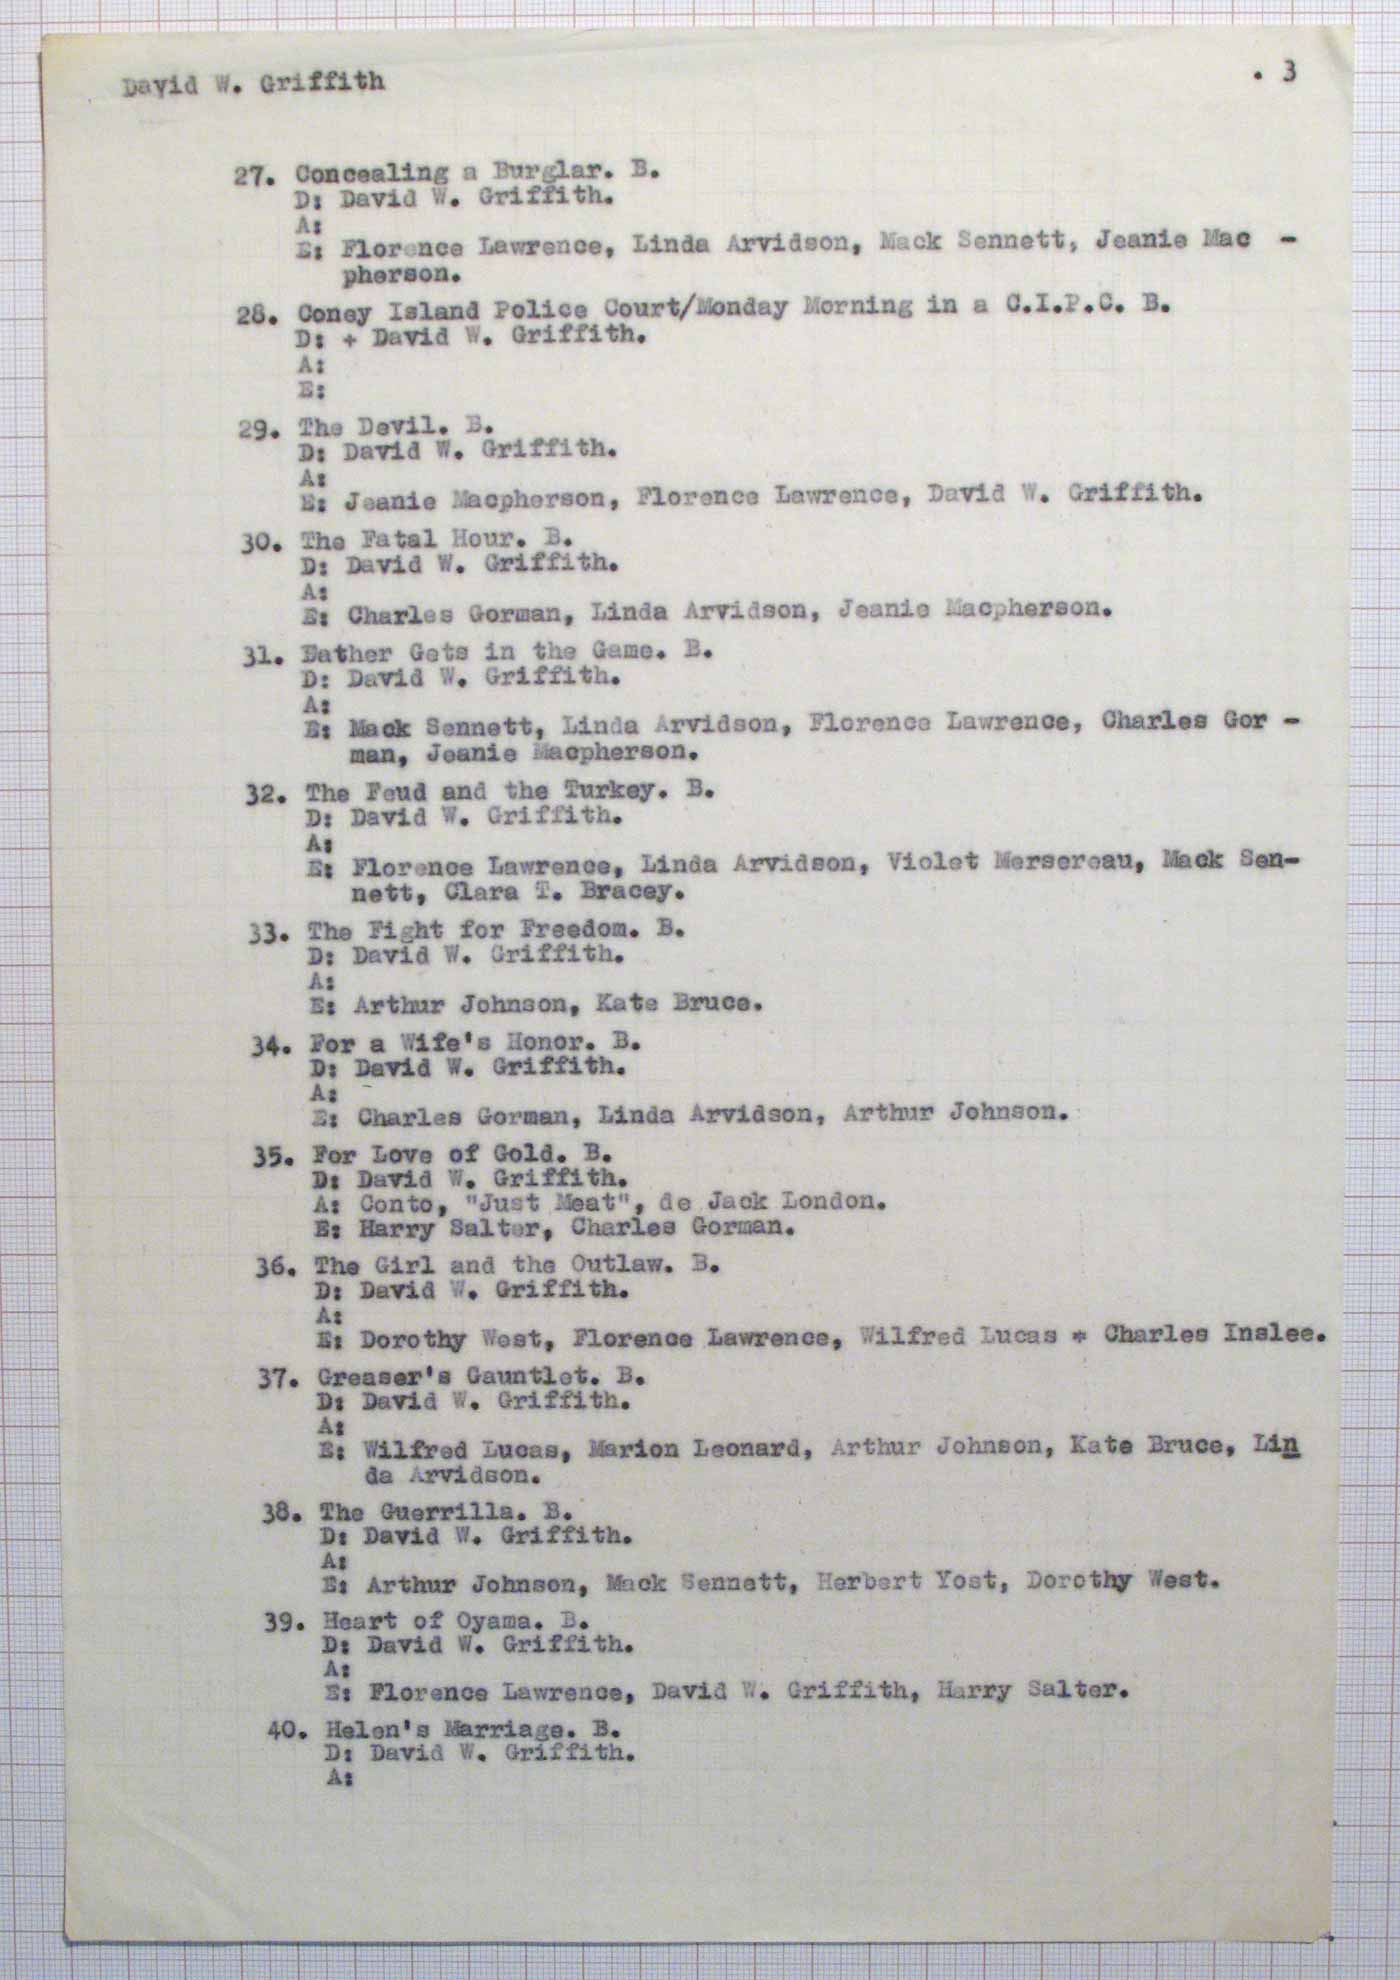 David W. Griffith . 3
27. Concealing a Burglar. B.
D: David W. Griffith.
A:
E: Florence Lawrence, Linda Arvidson, Mack Sennett, Jeanie Mac -
pherson.
28. Coney Island Police Court/Monday Morning in a C.I.P.C. B.
D: + David W. Griffith.
A:
E:
29. The Devil. B.
D: David W. Griffith.
A:
E: Jeanie Macpherson, Florence Lawrence, David W. Griffith.
30. The Fatal Hour. B.
D: David W. Griffith.
A:
E: Charles Gorman, Linda Arvidson, Jeanie Macpherson.
31. Father Gets in the Game. B.
D: David W. Griffith.
A:
E: Mack Sennett, Linda Arvidson, Florence Lawrence, Charles Gor -
man, Jeanie Macpherson.
32. The Feud and the Turkey. B.
D: David W. Griffith.
A:
E: Florence Lawrence, Linda Arvidson, Violet Mersereau, Mack Sen-
nett, Clara T. Bracey.
33. The Fight for Freedom. B.
D: David W. Griffith.
A:
E: Arthur Johnson, Kate Bruce.
34. For a Wife's Honor. B.
D: David W. Griffith.
A:
E: Charles Gorman, Linda Arvidson, Arthur Johnson.
35. For Love of Gold. B.
D: David W. Griffith.
A: Conto, "Just Meat", de Jack London.
E: Harry Salter, Charles Gorman.
36. The Girl and the Outlaw. B.
D: David W. Griffith.
A:
E: Dorothy West, Florence Lawrence, Wilfred Lucas * Charles Inslee.
37. Greaser's Gauntlet. B.
D: David W. Griffith.
A:
E: Wilfred Lucas, Marion Leonard, Arthur Johnson, Kate Bruce, Lin
da Arvidson.
38. The Guerrilla. B.
D: David W. Griffith.
A:
E: Arthur Johnson, Mack Sennett, Herbert Yost, Dorothy West.
39. Heart of Oyama. B.
D: David W. Griffith.
A:
E: Florence Lawrence, David W. Griffith, Harry Salter.
40. Helen's Marriage. B.
D: David W. Griffith.
A: